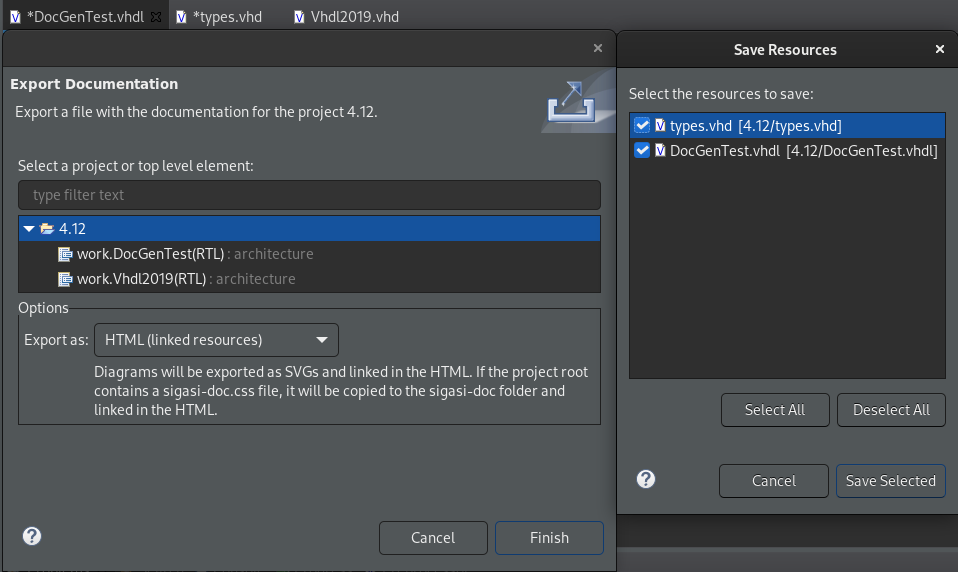 *DocGenTest.vhdl
*types.vhd
Vhdl2019.vhd
Export Documentation
Export a file with the documentation for the project 4.12.
Select a project or top level element:
type filter text
4.12
work.DocGenTest(RTL) : architecture
work.Vhdl2019(RTL) : architecture
Options
Export as: HTML (linked resources)
Diagrams will be exported as SVGs and linked in the HTML. If the project root
contains a sigasi-doc.css file, it will be copied to the sigasi-doc folder and
linked in the HTML.
?
Cancel
Finish
Save Resources
Select the resources to save:
types.vhd [4.12/types.vhd]
DocGenTest.vhdl [4.12/DocGenTest.vhdl]
Select All
Deselect All
?
Cancel
Save Selected